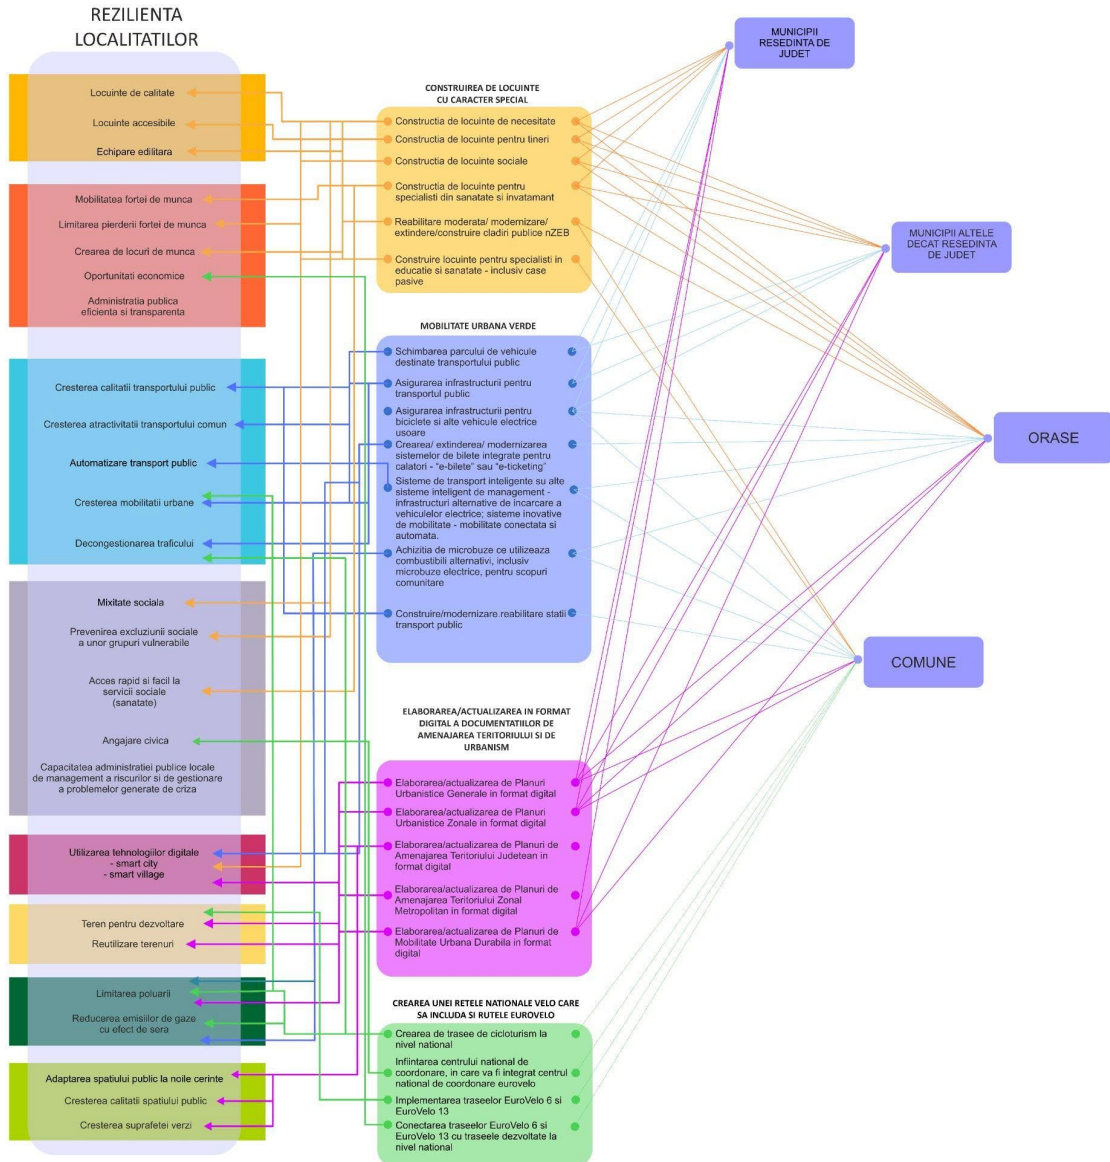 REZILIENTA
LOCALITATILOR
Locuinte de calitate
Locuinte accesibile
Echipare edilitara
Mobilitatea fortei de munca
Limitarea pierderii fortei de munca
Crearea de locuri de munca
Oportunitati economice
Administratia publica
eficienta si transparenta
Cresterea calitatii transportului public
Cresterea atractivitatii transportului comun
Automatizare transport public
Cresterea mobilitatii urbane
Decongestionarea traficului
Mixitate sociala
Prevenirea excluziunii sociale
a unor grupuri vulnerabile
Acces rapid si facil la
servicii sociale
(sanatate)
Angajare civica
Capacitatea administratiei publice locale
de management a riscurilor si de gestionare
a problemelor generate de criza
Utilizarea tehnologiilor digitale
- smart city
- smart village
Teren pentru dezvoltare
Reutilizare terenuri
Limitarea poluarii
Reducerea emisiilor de gaze
cu efect de sera
Adaptarea spatiului public la noile cerinte
Cresterea calitatii spatiului public
Cresterea suprafetei verzi
CONSTRUIREA DE LOCUINTE
CU CARACTER SPECIAL
Constructia de locuinte de necesitate
Constructia de locuinte pentru tineri
Constructia de locuinte sociale
Constructia de locuinte pentru
specialisti din sanatate si invatamant
Reabilitare moderata/ modernizare/
extindere/construire cladiri publice nZEB
Construire locuinte pentru specialisti in
educatie si sanatate - inclusiv case
pasive
MOBILITATE URBANA VERDE
Schimbarea parcului de vehicule
destinate transportului public
Asigurarea infrastructurii pentru
transportul public
Asigurarea infrastructurii pentru
biciclete si alte vehicule electrice
usoare
Crearea/ extinderea/ modernizarea
sistemelor de bilete integrate pentru
calatori - "e-bilete" sau "e-ticketing"
Sisteme de transport inteligente su alte
sisteme inteligent de management -
infrastructuri alternative de incarcare a
vehiculelor electrice; sisteme inovative
de mobilitate - mobilitate conectata si
automata.
Achizitia de microbuze ce utilizeaza
combustibili alternativi, inclusiv
microbuze electrice, pentru scopuri
comunitare
Construire/modernizare reabilitare statii
transport public
ELABORAREA/ACTUALIZAREA IN FORMAT
DIGITAL A DOCUMENTATIILOR DE
AMENAJAREA TERITORIULUI SI DE
URBANISM
Elaborarea/actualizarea de Planuri
Urbanistice Generale in format digital
Elaborarea/actualizarea de Planuri
Urbanistice Zonale in format digital
Elaborarea/actualizarea de Planuri de
Amenajarea Teritoriului Judetean in
format digital
Elaborarea/actualizarea de Planuri de
Amenajarea Teritoriului Zonal
Metropolitan in format digital
Elaborarea/actualizarea de Planuri de
Mobilitate Urbana Durabila in format
digital
CREAREA UNEI RETELE NATIONALE VELO CARE
SA INCLUDA SI RUTELE EUROVELO
Crearea de trasee de cicloturism la
nivel national
Infiintarea centrului national de
coordonare, in care va fi integrat centrul
national de coordonare eurovelo
Implementarea traseelor EuroVelo 6 si
EuroVelo 13
Conectarea traseelor EuroVelo 6 si
EuroVelo 13 cu traseele dezvoltate la
nivel national
MUNICIPII
RESEDINTA DE
JUDET
MUNICIPII ALTELE
DECAT RESEDINTA
DE JUDET
ORASE
COMUNE